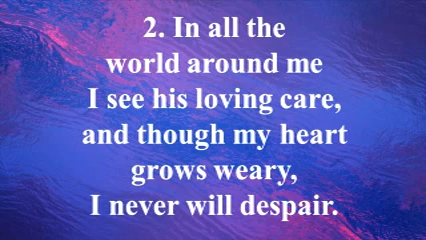 2. In all the
world around me
I see his loving care,
and though my heart
grows weary,
I never will despair.